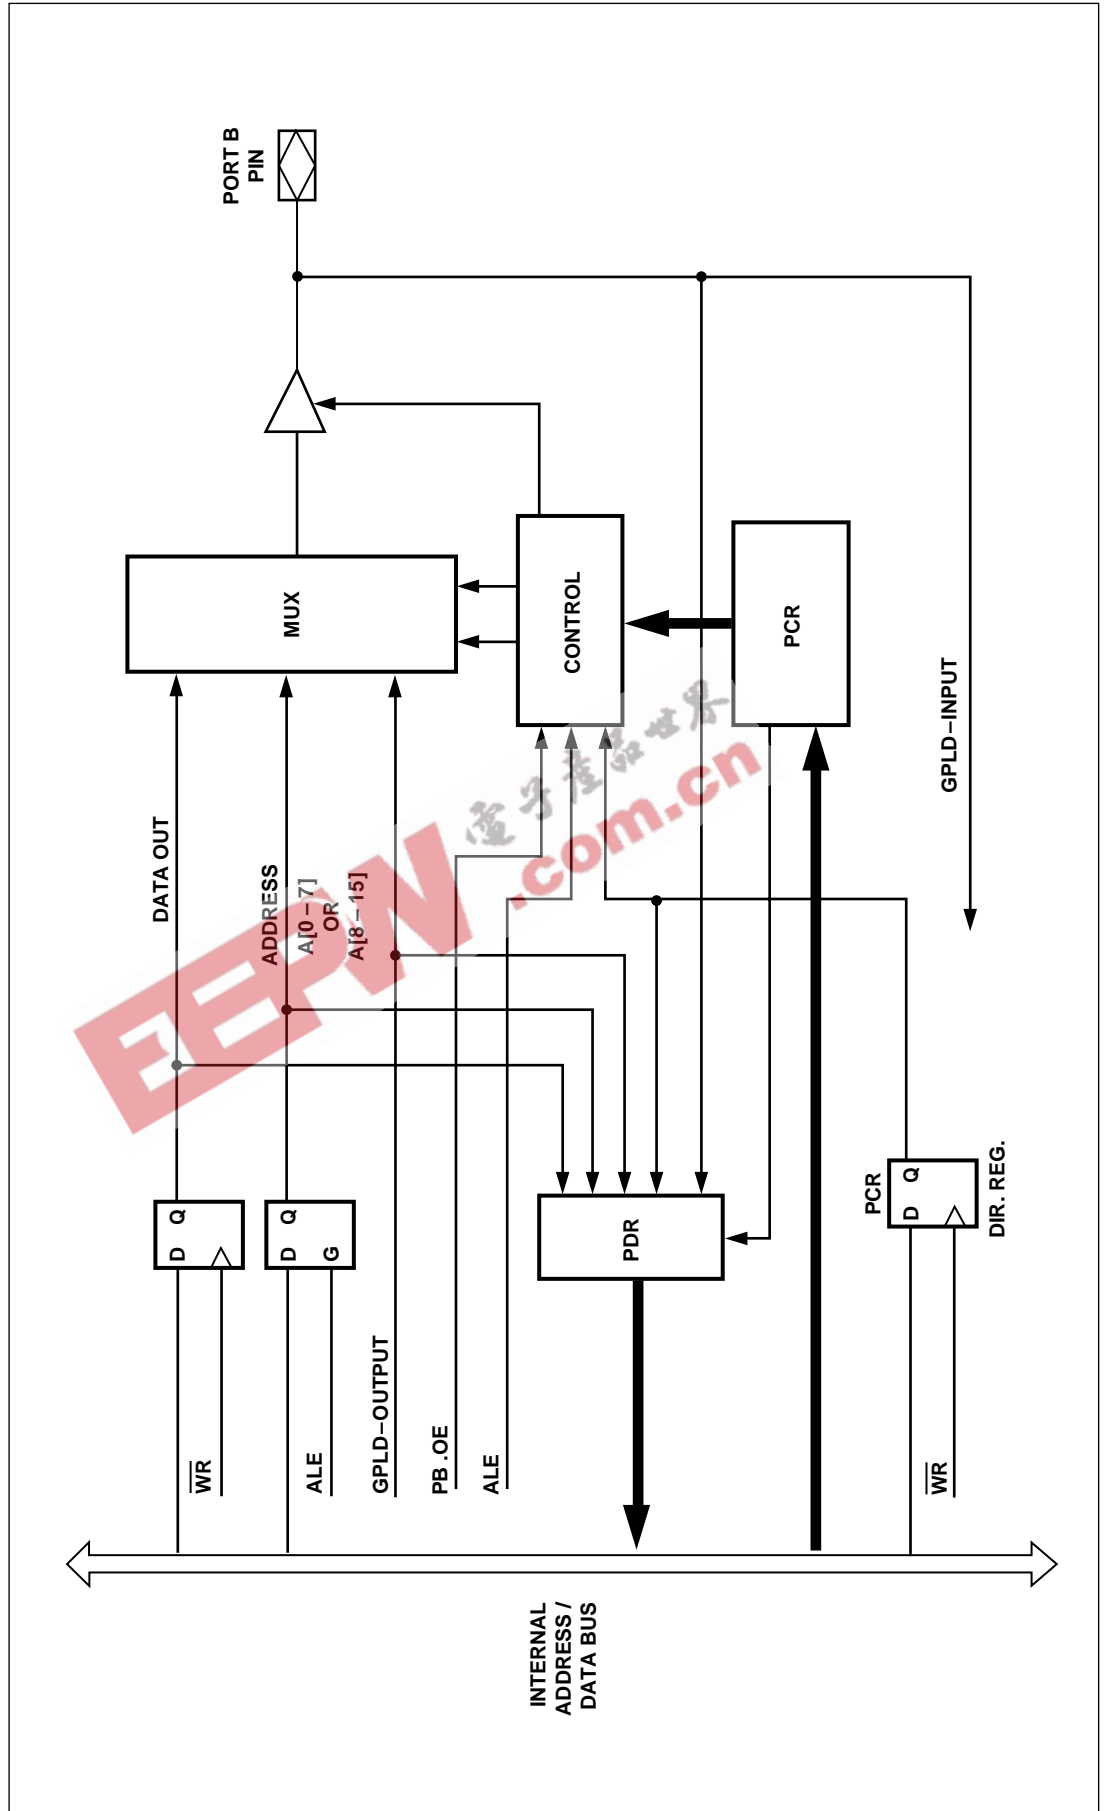 PORT B
PIN
DATA OUT
ADDRESS
A[0 – 7]
OR
A[8 – 15]
MUX
CONTROL
PCR
GPLD–INPUT
D Q
WR
D Q
G
ALE
GPLD–OUTPUT
PB .OE
ALE
PDR
PCR
D Q
DIR. REG.
WR
INTERNAL
ADDRESS /
DATA BUS
EEPW
.com.cn
電子產品世界